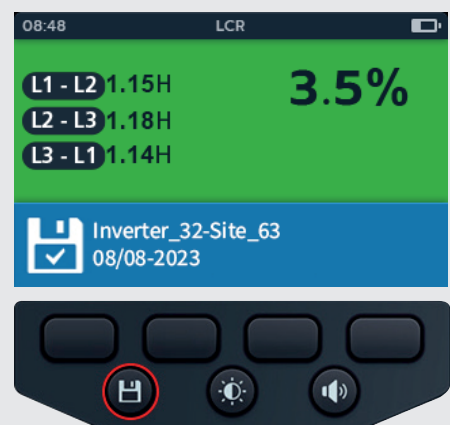 08:48 LCR
L1 - L2 1.15H 3.5%
L2 - L3 1.18H
L3 - L1 1.14H
Inverter_32-Site_63
08/08-2023